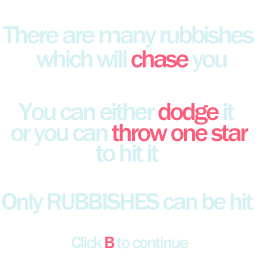 There are many rubbishes
which will chase you
You can either dodge it
or you can throw one star
to hit it
Only RUBBISHES can be hit
Click B to continue